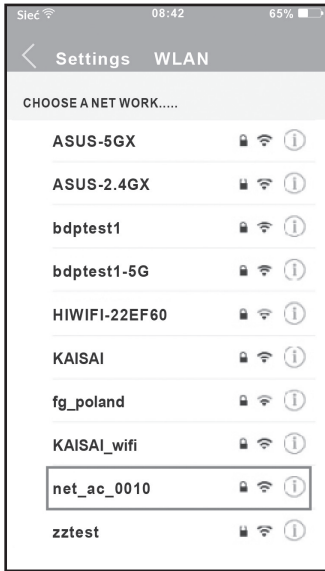 Sieć 08:42 65%
Settings WLAN
CHOOSE A NET WORK.....
ASUS-5GX
ASUS-2.4GX
bdptest1
bdptest1-5G
HIWIFI-22EF60
KAISAI
fg_poland
KAISAI_wifi
net_ac_0010
zztest